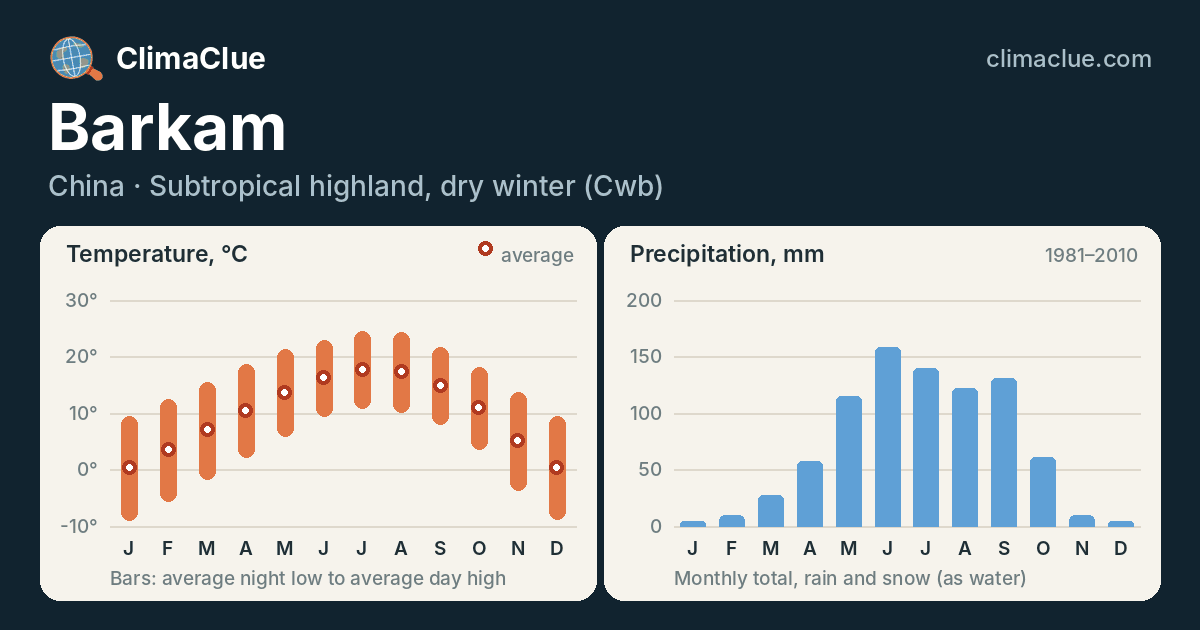 ClimaClue
climaclue.com
Barkam
China · Subtropical highland, dry winter (Cwb)
Temperature, °C
average
30°
20°
10°
0°
-10°
J F M A M J J A S O N D
Bars: average night low to average day high
Precipitation, mm
1981–2010
200
150
100
50
0
J F M A M J J A S O N D
Monthly total, rain and snow (as water)